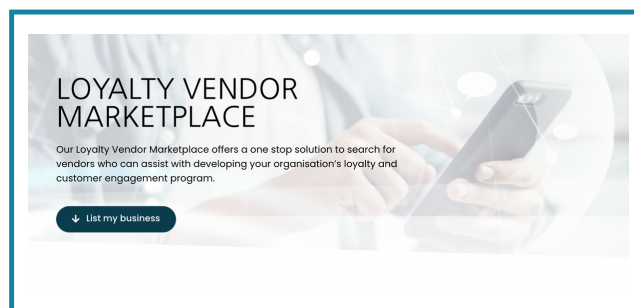 LOYALTY VENDOR
MARKETPLACE
Our Loyalty Vendor Marketplace offers a one stop solution to search for
vendors who can assist with developing your organisation's loyalty and
customer engagement program.
List my business